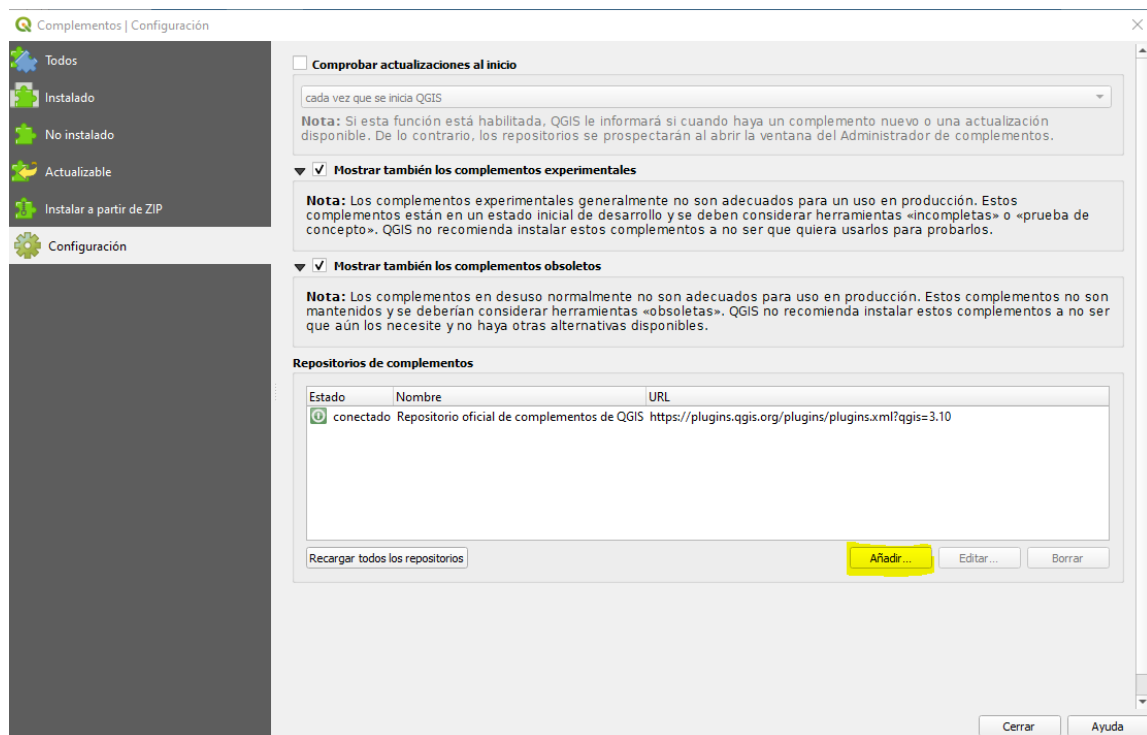 Complementos | Configuración
Todos
Instalado
No instalado
Actualizable
Instalar a partir de ZIP
Configuración
Comprobar actualizaciones al inicio
cada vez que se inicia QGIS
Nota: Si esta función está habilitada, QGIS le informará si cuando haya un complemento nuevo o una actualización
disponible. De lo contrario, los repositorios se prospectarán al abrir la ventana del Administrador de complementos.
Mostrar también los complementos experimentales
Nota: Los complementos experimentales generalmente no son adecuados para un uso en producción. Estos
complementos están en un estado inicial de desarrollo y se deben considerar herramientas «incompletas» o «prueba de
concepto». QGIS no recomienda instalar estos complementos a no ser que quiera usarlos para probarlos.
Mostrar también los complementos obsoletos
Nota: Los complementos en desuso normalmente no son adecuados para uso en producción. Estos complementos no son
mantenidos y se deberían considerar herramientas «obsoletas». QGIS no recomienda instalar estos complementos a no ser
que aún los necesite y no haya otras alternativas disponibles.
Repositorios de complementos
Estado Nombre URL
conectado Repositorio oficial de complementos de QGIS https://plugins.qgis.org/plugins/plugins.xml?qgis=3.10
Recargar todos los repositorios Añadir... Editar... Borrar
Cerrar Ayuda